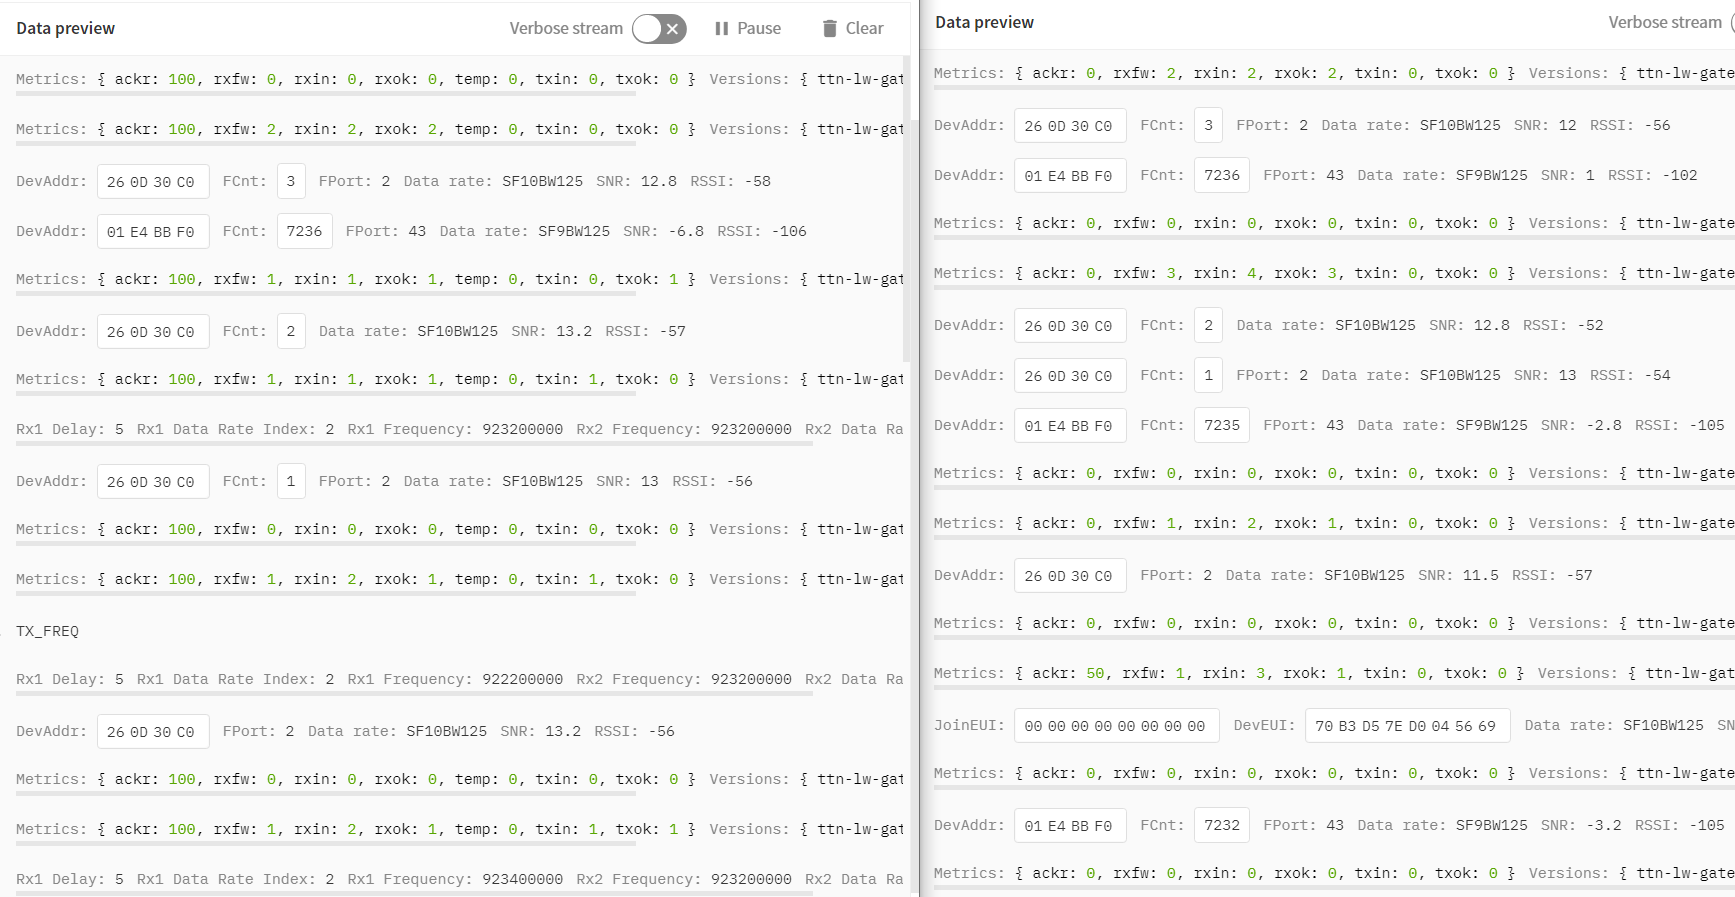 Data preview Verbose stream Pause Clear
Metrics: { ackr: 100, rxfw: 0, rxin: 0, rxok: 0, temp: 0, txin: 0, txok: 0 } Versions: { ttn-lw-gat
Metrics: { ackr: 100, rxfw: 2, rxin: 2, rxok: 2, temp: 0, txin: 0, txok: 0 } Versions: { ttn-lw-gat
DevAddr: 26 0D 30 C0 FCnt: 3 FPort: 2 Data rate: SF10BW125 SNR: 12.8 RSSI: -58
DevAddr: 01 E4 BB F0 FCnt: 7236 FPort: 43 Data rate: SF9BW125 SNR: -6.8 RSSI: -106
Metrics: { ackr: 100, rxfw: 1, rxin: 1, rxok: 1, temp: 0, txin: 0, txok: 1 } Versions: { ttn-lw-gat
DevAddr: 26 0D 30 C0 FCnt: 2 Data rate: SF10BW125 SNR: 13.2 RSSI: -57
Metrics: { ackr: 100, rxfw: 1, rxin: 1, rxok: 1, temp: 0, txin: 1, txok: 0 } Versions: { ttn-lw-gat
Rx1 Delay: 5 Rx1 Data Rate Index: 2 Rx1 Frequency: 923200000 Rx2 Frequency: 923200000 Rx2 Data Ra
DevAddr: 26 0D 30 C0 FCnt: 1 FPort: 2 Data rate: SF10BW125 SNR: 13 RSSI: -56
Metrics: { ackr: 100, rxfw: 0, rxin: 0, rxok: 0, temp: 0, txin: 0, txok: 0 } Versions: { ttn-lw-gat
Metrics: { ackr: 100, rxfw: 1, rxin: 2, rxok: 1, temp: 0, txin: 1, txok: 0 } Versions: { ttn-lw-gat
TX_FREQ
Rx1 Delay: 5 Rx1 Data Rate Index: 2 Rx1 Frequency: 922200000 Rx2 Frequency: 923200000 Rx2 Data Ra
DevAddr: 26 0D 30 C0 FPort: 2 Data rate: SF10BW125 SNR: 13.2 RSSI: -56
Metrics: { ackr: 100, rxfw: 0, rxin: 0, rxok: 0, temp: 0, txin: 0, txok: 0 } Versions: { ttn-lw-gat
Metrics: { ackr: 100, rxfw: 1, rxin: 2, rxok: 1, temp: 0, txin: 1, txok: 1 } Versions: { ttn-lw-gat
Rx1 Delay: 5 Rx1 Data Rate Index: 2 Rx1 Frequency: 923400000 Rx2 Frequency: 923200000 Rx2 Data Ra
Data preview Verbose stream
Metrics: { ackr: 0, rxfw: 2, rxin: 2, rxok: 2, txin: 0, txok: 0 } Versions: { ttn-lw-gate
DevAddr: 26 0D 30 C0 FCnt: 3 FPort: 2 Data rate: SF10BW125 SNR: 12 RSSI: -56
DevAddr: 01 E4 BB F0 FCnt: 7236 FPort: 43 Data rate: SF9BW125 SNR: 1 RSSI: -102
Metrics: { ackr: 0, rxfw: 0, rxin: 0, rxok: 0, txin: 0, txok: 0 } Versions: { ttn-lw-gate
Metrics: { ackr: 0, rxfw: 3, rxin: 4, rxok: 3, txin: 0, txok: 0 } Versions: { ttn-lw-gate
DevAddr: 26 0D 30 C0 FCnt: 2 Data rate: SF10BW125 SNR: 12.8 RSSI: -52
DevAddr: 26 0D 30 C0 FCnt: 1 FPort: 2 Data rate: SF10BW125 SNR: 13 RSSI: -54
DevAddr: 01 E4 BB F0 FCnt: 7235 FPort: 43 Data rate: SF9BW125 SNR: -2.8 RSSI: -105
Metrics: { ackr: 0, rxfw: 0, rxin: 0, rxok: 0, txin: 0, txok: 0 } Versions: { ttn-lw-gate
Metrics: { ackr: 0, rxfw: 1, rxin: 2, rxok: 1, txin: 0, txok: 0 } Versions: { ttn-lw-gate
DevAddr: 26 0D 30 C0 FPort: 2 Data rate: SF10BW125 SNR: 11.5 RSSI: -57
Metrics: { ackr: 0, rxfw: 0, rxin: 0, rxok: 0, txin: 0, txok: 0 } Versions: { ttn-lw-gate
Metrics: { ackr: 50, rxfw: 1, rxin: 3, rxok: 1, txin: 0, txok: 0 } Versions: { ttn-lw-gat
JoinEUI: 00 00 00 00 00 00 00 00 DevEUI: 70 B3 D5 7E D0 04 56 69 Data rate: SF10BW125 SN
Metrics: { ackr: 0, rxfw: 0, rxin: 0, rxok: 0, txin: 0, txok: 0 } Versions: { ttn-lw-gate
DevAddr: 01 E4 BB F0 FCnt: 7232 FPort: 43 Data rate: SF9BW125 SNR: -3.2 RSSI: -105
Metrics: { ackr: 0, rxfw: 0, rxin: 0, rxok: 0, txin: 0, txok: 0 } Versions: { ttn-lw-gate